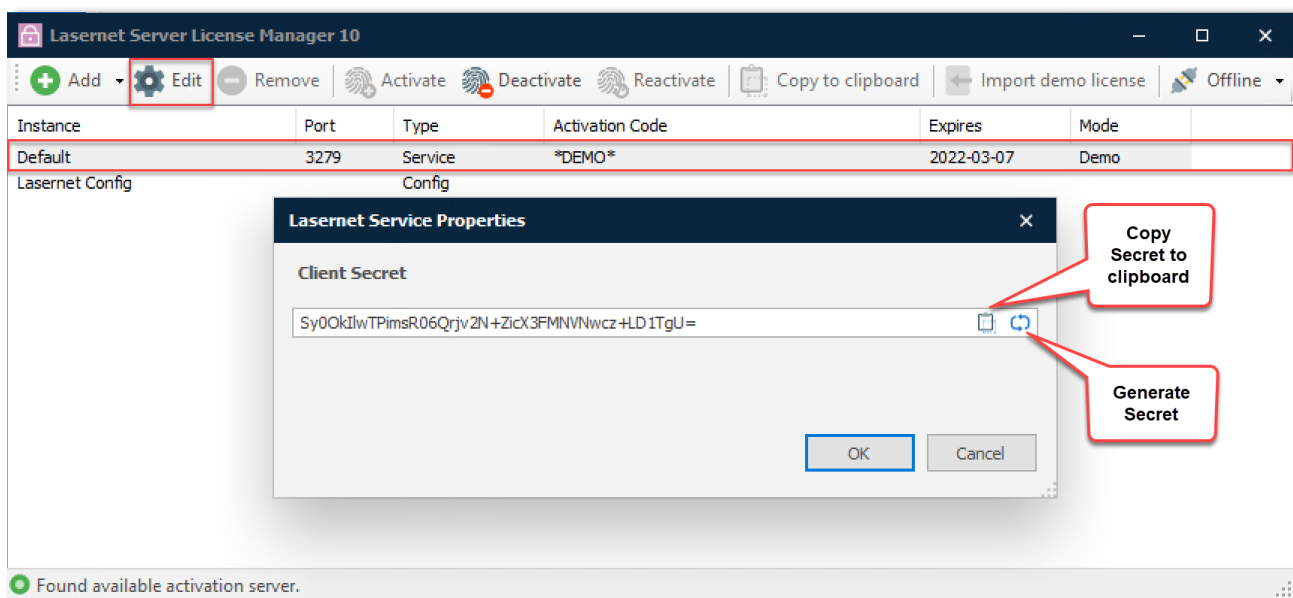 Lasernet Server License Manager 10
Add Edit Remove Activate Deactivate Reactivate Copy to clipboard Import demo license Offline
Instance Port Type Activation Code Expires Mode
Default 3279 Service *DEMO* 2022-03-07 Demo
Lasernet Config Config
Lasernet Service Properties
Client Secret
Sy0OkIlwTPimsR06Qrjv2N+ZicX3FMNVNwcz+LD1TgU=
Copy
Secret to
clipboard
Generate
Secret
OK Cancel
Found available activation server.